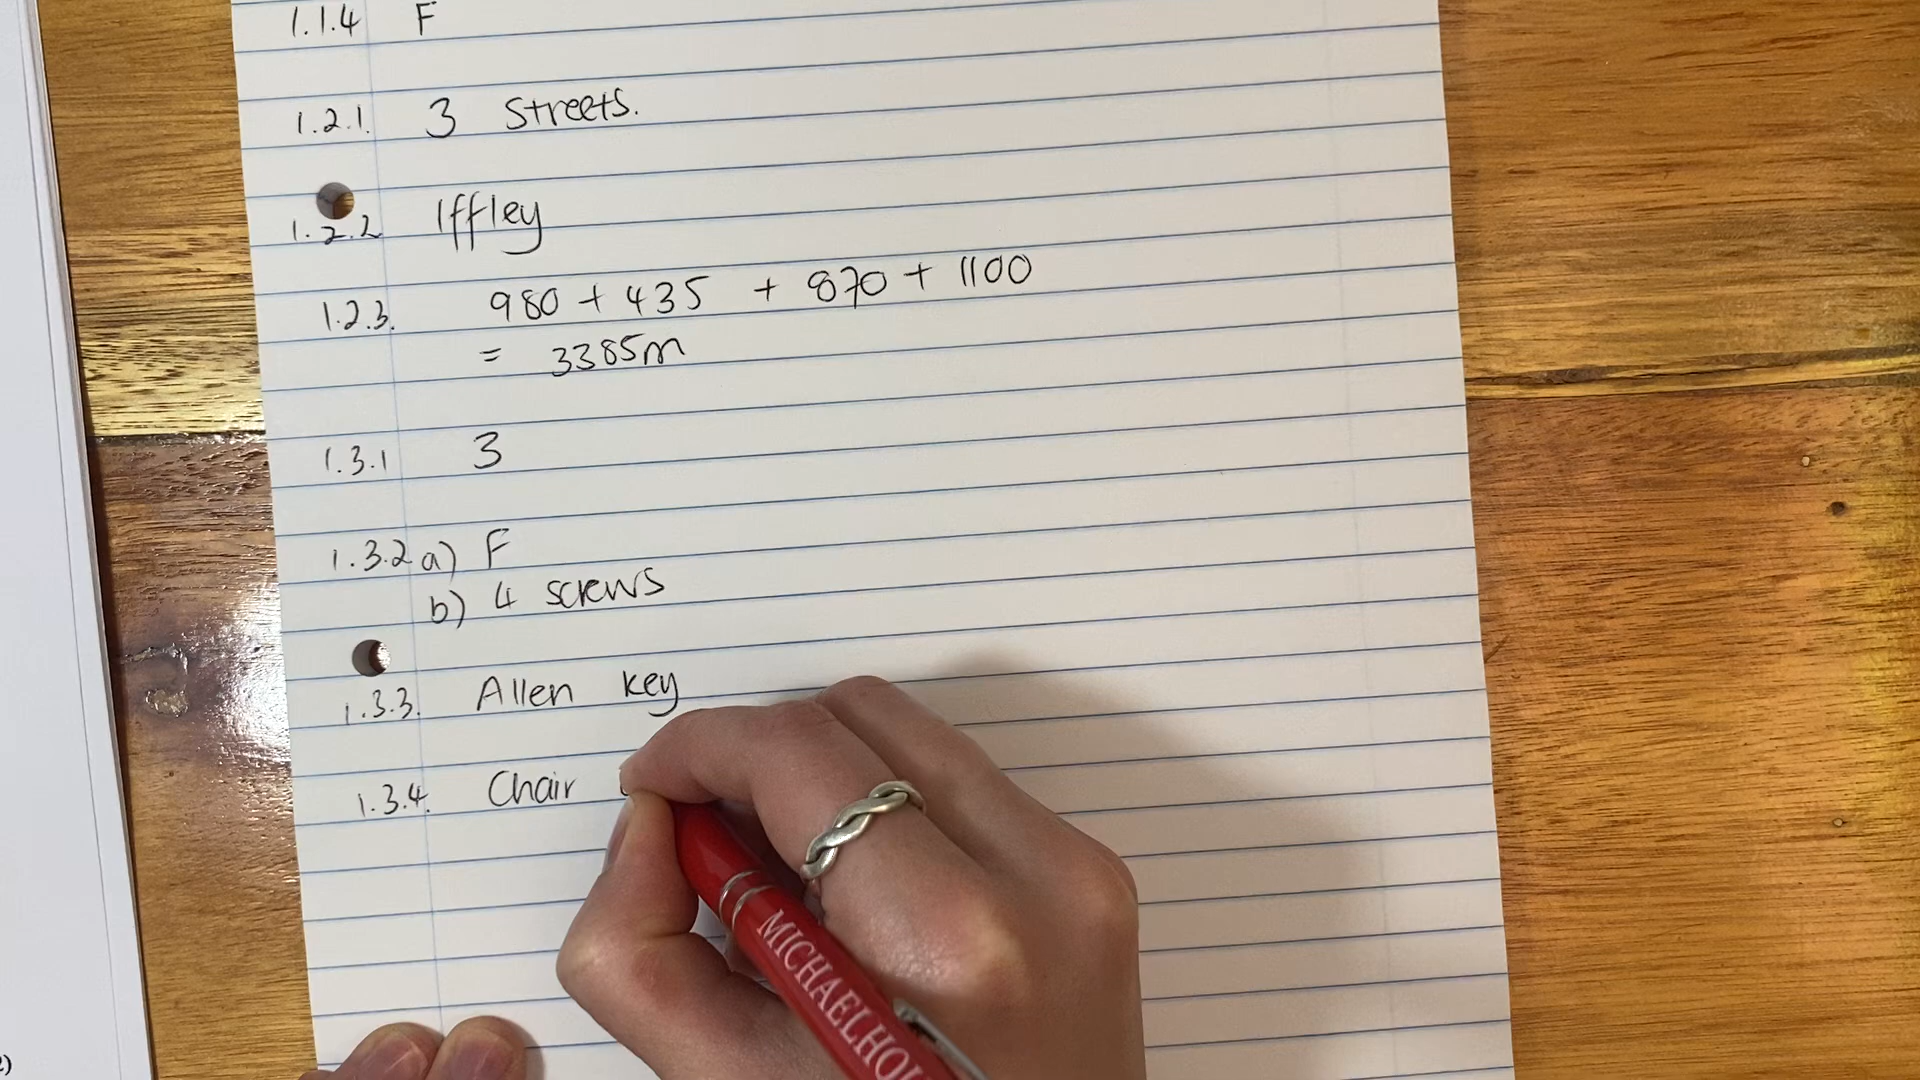 1.1.4 F
1.2.1. 3 Streets.
1.2.2 Iffley
1.2.3. 980 + 435 + 870 + 1100
= 3385m
1.3.1 3
1.3.2 a) F
b) 4 screws
1.3.3. Allen key
1.3.4. Chair
MICHAELHOU
2)